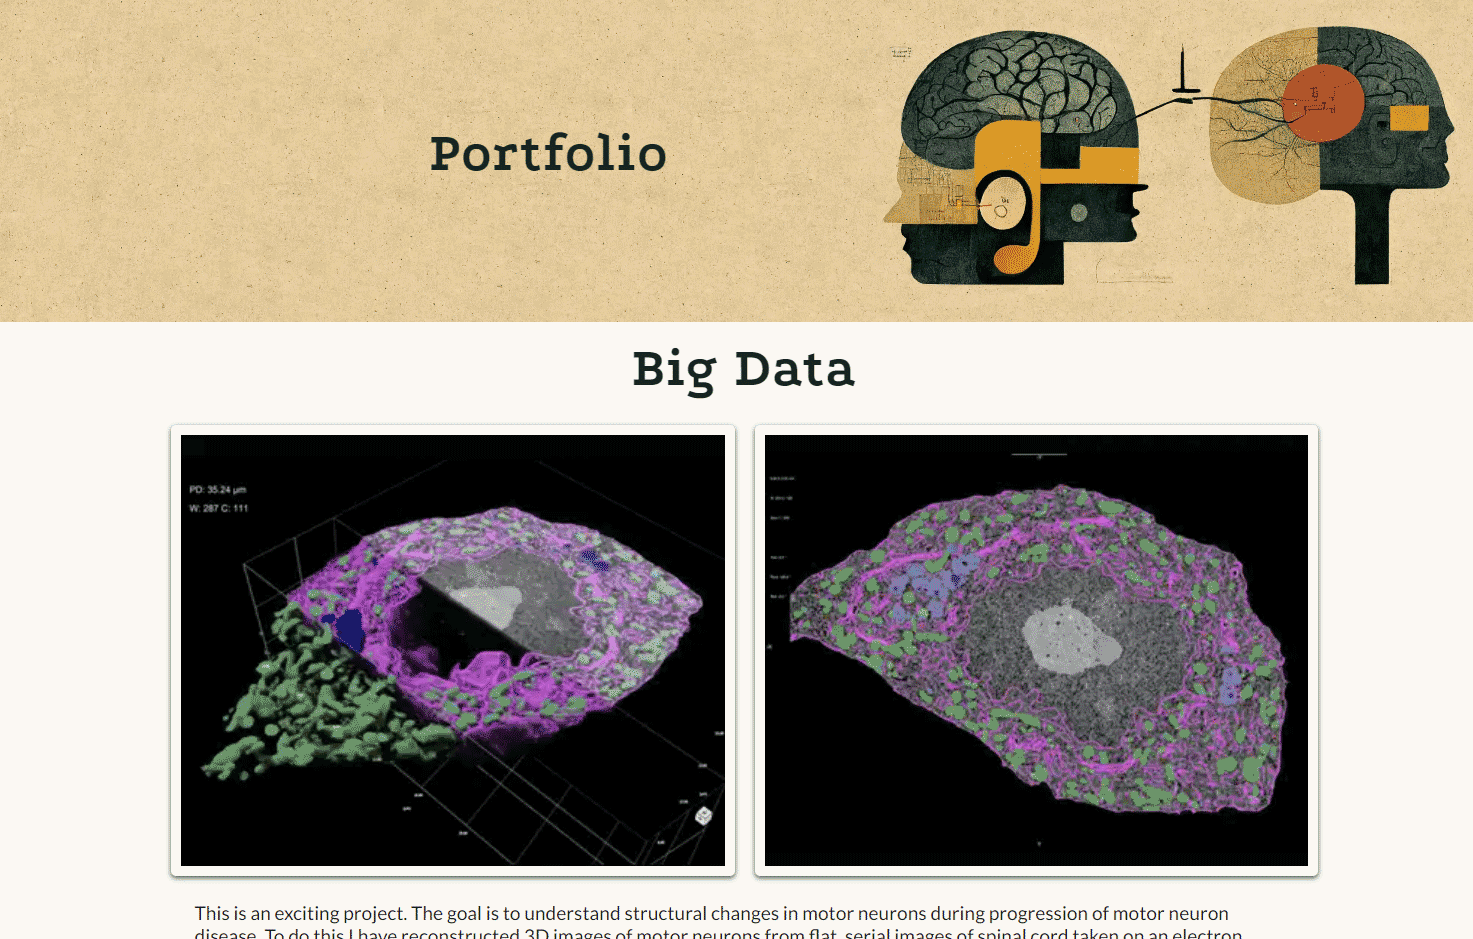 Portfolio
Big Data
PD: 35.24 µm
W: 287 C: 111
This is an exciting project. The goal is to understand structural changes in motor neurons during progression of motor neuron
disease. To do this I have reconstructed 3D images of motor neurons from flat, serial images of spinal cord taken on an electron